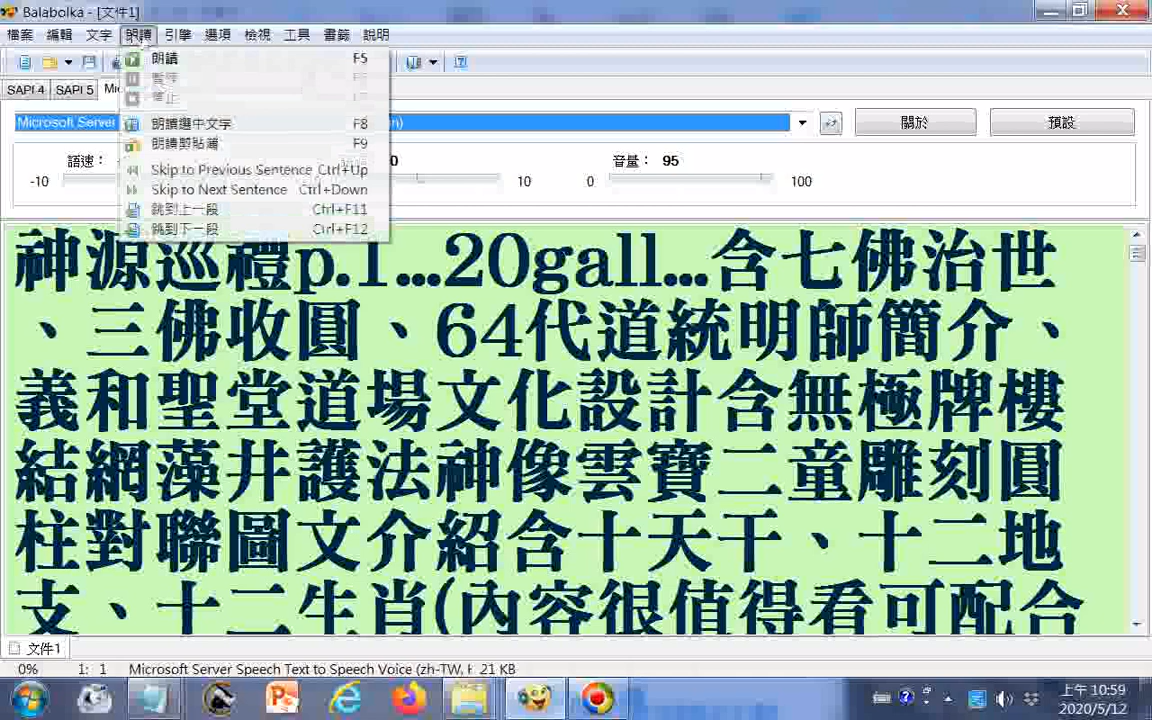 Balabolka - [文件1]
檔案 編輯 文字 朗讀 引擎 選項 檢視 工具 書籤 說明
朗讀 F5
暫停
停止
朗讀選中文字 F8
朗讀剪貼簿 F9
Skip to Previous Sentence Ctrl+Up
Skip to Next Sentence Ctrl+Down
跳到上一段 Ctrl+F11
跳到下一段 Ctrl+F12
SAPI 4 SAPI 5
Microsoft Server
關於 預設
語速： 0 音量： 95
-10 10 0 100
神源巡禮p.1...20gall...含七佛治世
、三佛收圓、64代道統明師簡介、
義和聖堂道場文化設計含無極牌樓
結網藻井護法神像雲寶二童雕刻圓
柱對聯圖文介紹含十天干、十二地
支、十二生肖(內容很值得看可配合
文件1
0% 1: 1 Microsoft Server Speech Text to Speech Voice (zh-TW, 21 KB
上午 10:59
2020/5/12